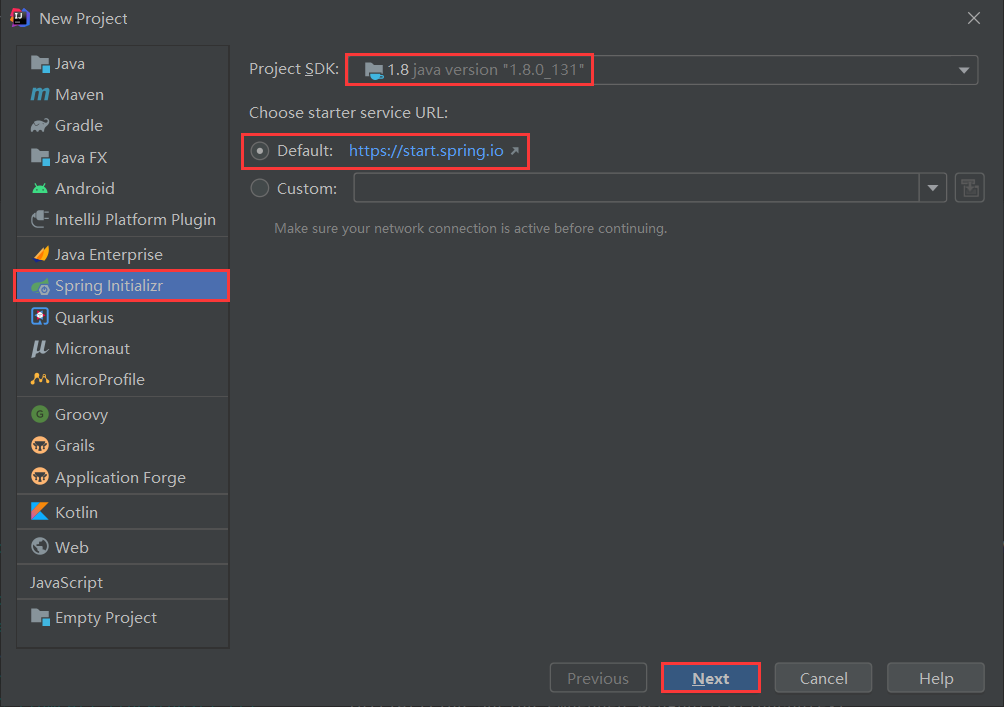 New Project
Java
Maven
Gradle
Java FX
Android
IntelliJ Platform Plugin
Java Enterprise
Spring Initializr
Quarkus
Micronaut
MicroProfile
Groovy
Grails
Application Forge
Kotlin
Web
JavaScript
Empty Project
Project SDK: 1.8 java version "1.8.0_131"
Choose starter service URL:
Default: https://start.spring.io
Custom:
Make sure your network connection is active before continuing.
Previous Next Cancel Help